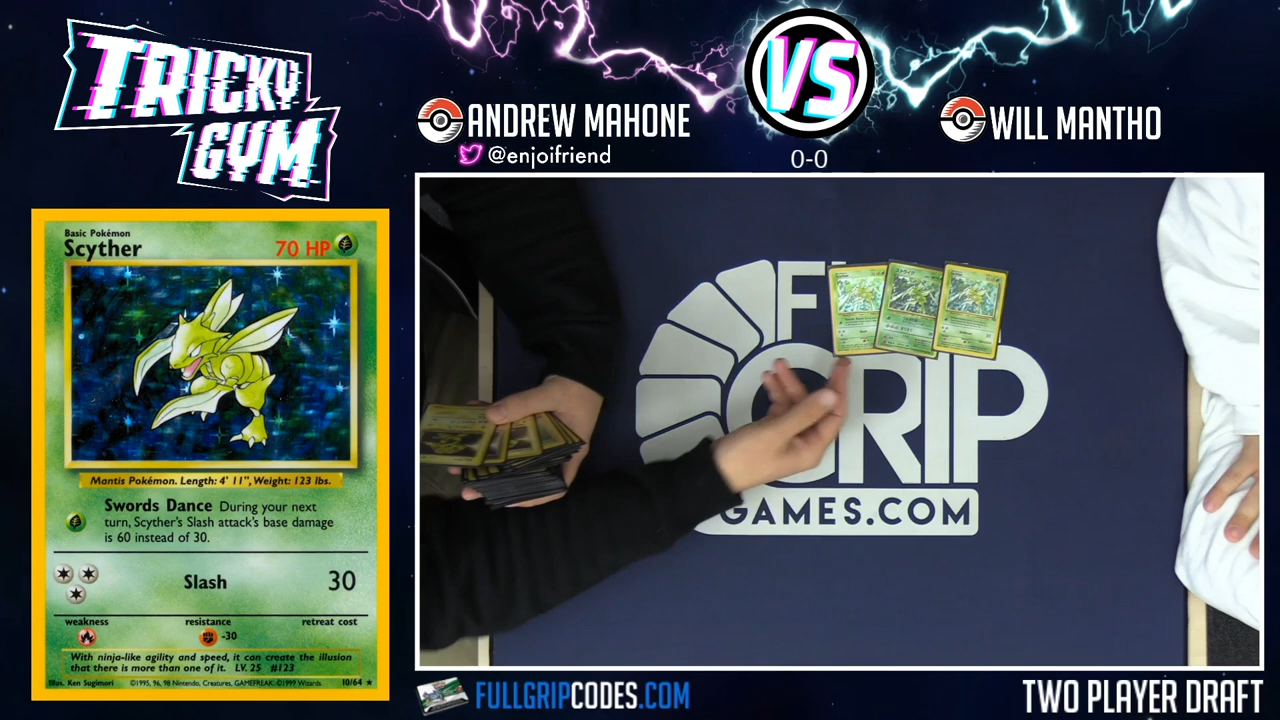 TRICKY
GYM
VS
ANDREW MAHONE
@enjoifriend
0-0
WILL MANTHO
Basic Pokémon
Scyther
70 HP
Mantis Pokémon. Length: 4' 11", Weight: 123 lbs.
Swords Dance During your next
turn, Scyther's Slash attack's base damage
is 60 instead of 30.
Slash 30
weakness resistance retreat cost
-30
With ninja-like agility and speed, it can create the illusion
that there is more than one of it. LV. 25 #123
Illus. Ken Sugimori ©1995, 96, 98 Nintendo, Creatures, GAMEFREAK. ©1999 Wizards. 10/64 ★
GRIP
GAMES.COM
FULLGRIPCODES.COM
TWO PLAYER DRAFT